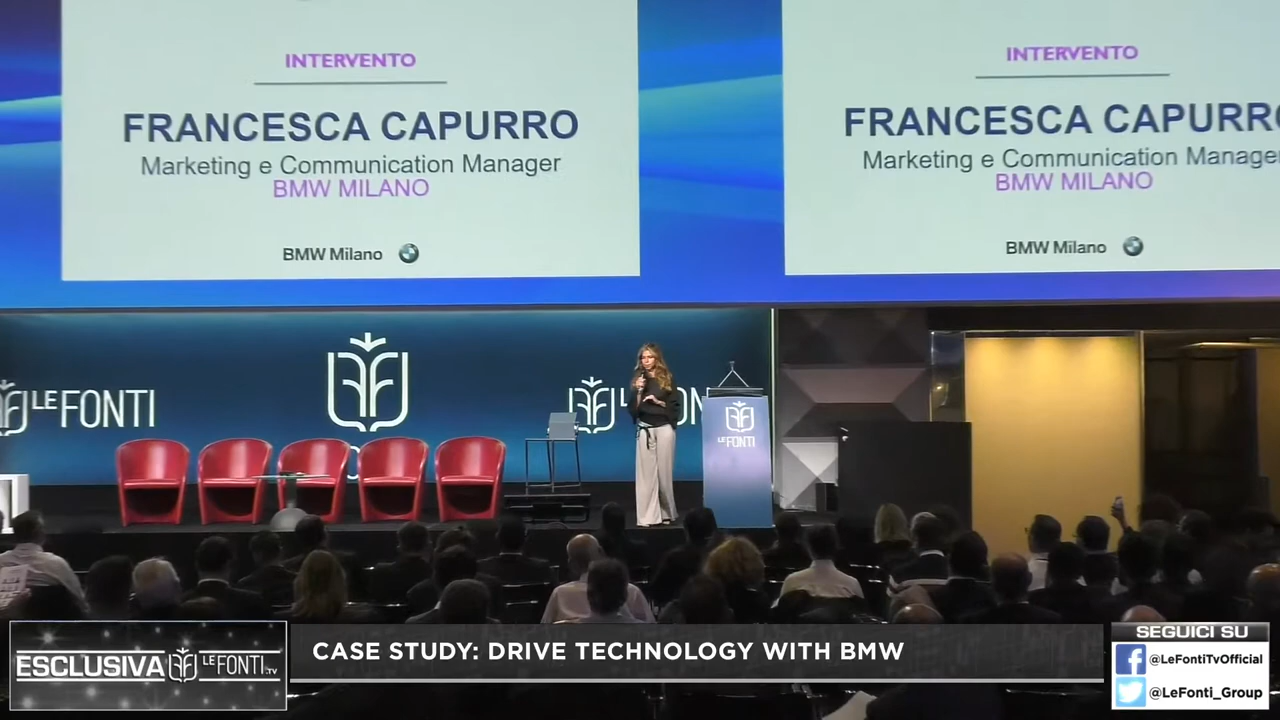 INTERVENTO
FRANCESCA CAPURRO
Marketing e Communication Manager
BMW MILANO
BMW Milano
INTERVENTO
FRANCESCA CAPURRO
Marketing e Communication Manager
BMW MILANO
BMW Milano
LE FONTI
LE FONTI
ESCLUSIVA LE FONTI.TV
CASE STUDY: DRIVE TECHNOLOGY WITH BMW
SEGUICI SU
@LeFontiTvOfficial
@LeFonti_Group